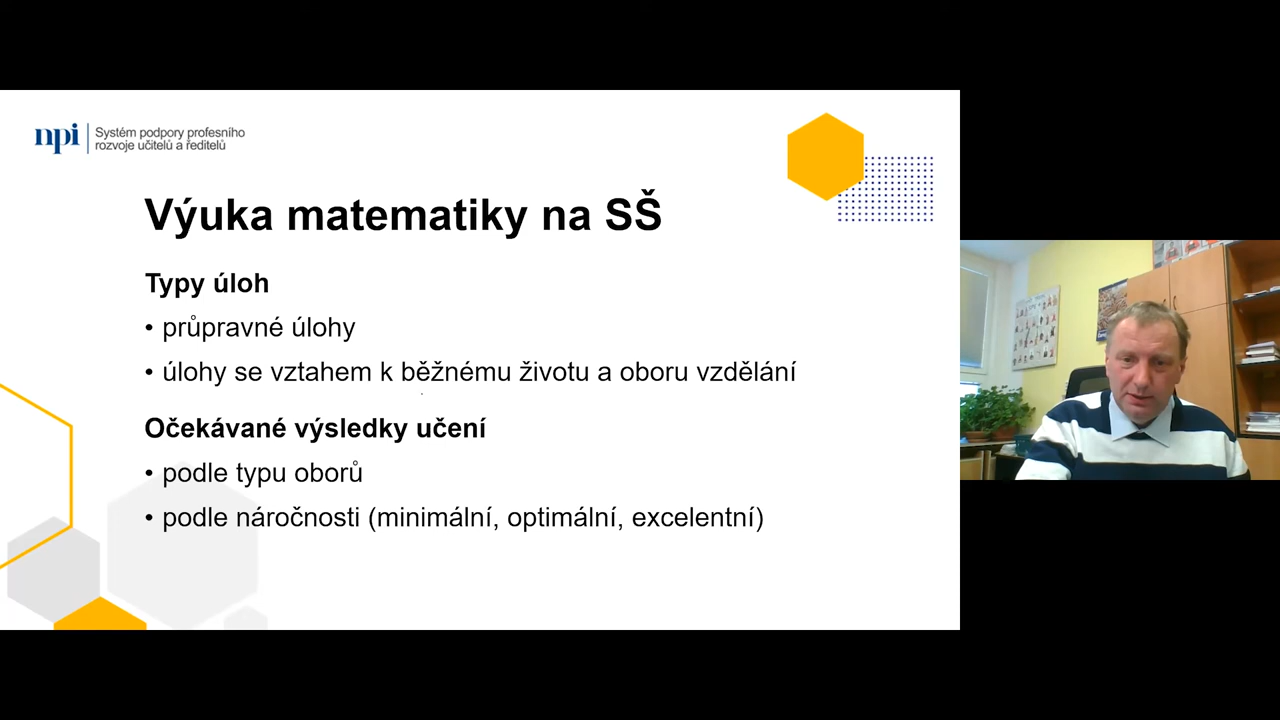 npi
Systém podpory profesního
rozvoje učitelů a ředitelů
Výuka matematiky na SŠ
Typy úloh
• průpravné úlohy
• úlohy se vztahem k běžnému životu a oboru vzdělání
Očekávané výsledky učení
• podle typu oborů
• podle náročnosti (minimální, optimální, excelentní)